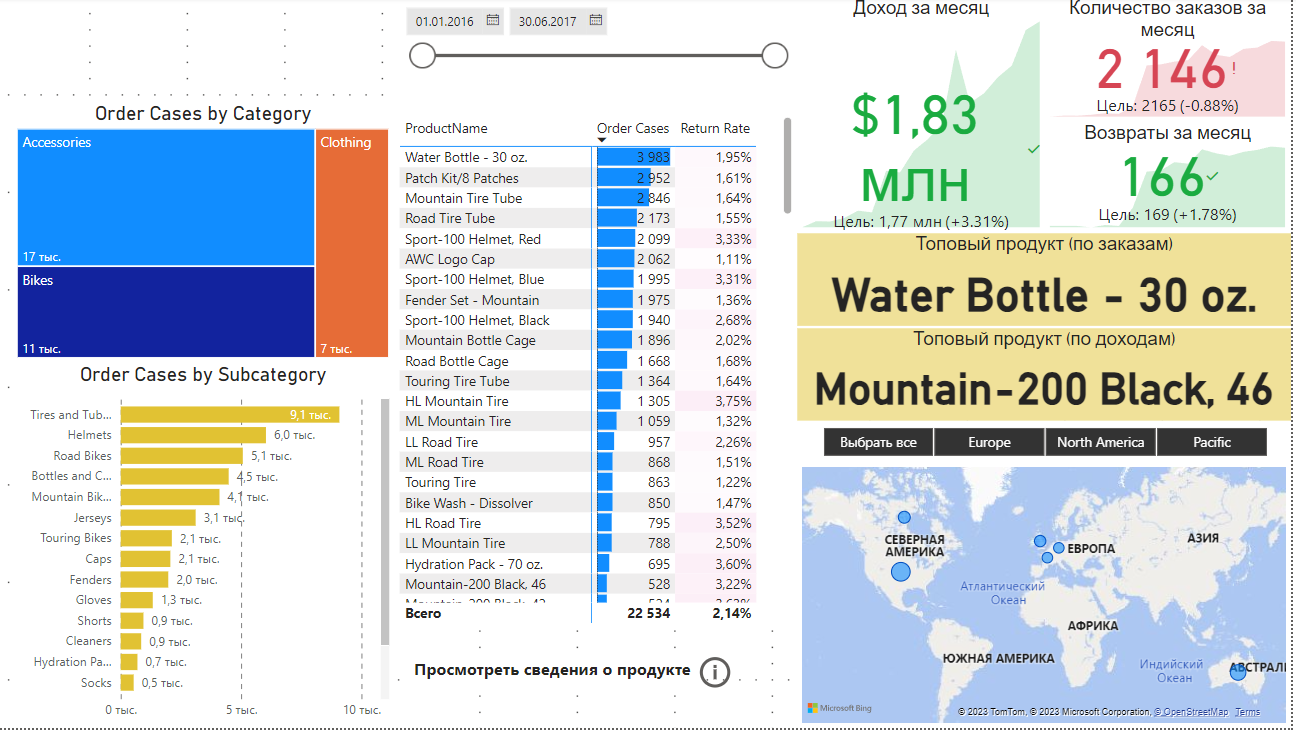 01.01.2016
30.06.2017
Order Cases by Category
Accessories
17 тыс.
Bikes
11 тыс.
Clothing
7 тыс.
Order Cases by Subcategory
Tires and Tub... 9,1 тыс.
Helmets 6,0 тыс.
Road Bikes 5,1 тыс.
Bottles and C... 4,5 тыс.
Mountain Bik... 4,1 тыс.
Jerseys 3,1 тыс.
Touring Bikes 2,1 тыс.
Caps 2,1 тыс.
Fenders 2,0 тыс.
Gloves 1,3 тыс.
Shorts 0,9 тыс.
Cleaners 0,9 тыс.
Hydration Pa... 0,7 тыс.
Socks 0,5 тыс.
0 тыс. 5 тыс. 10 тыс.
ProductName Order Cases Return Rate
Water Bottle - 30 oz. 3 983 1,95%
Patch Kit/8 Patches 2 952 1,61%
Mountain Tire Tube 2 846 1,64%
Road Tire Tube 2 173 1,55%
Sport-100 Helmet, Red 2 099 3,33%
AWC Logo Cap 2 062 1,11%
Sport-100 Helmet, Blue 1 995 3,31%
Fender Set - Mountain 1 975 1,36%
Sport-100 Helmet, Black 1 940 2,68%
Mountain Bottle Cage 1 896 2,02%
Road Bottle Cage 1 668 1,68%
Touring Tire Tube 1 364 1,64%
HL Mountain Tire 1 305 3,75%
ML Mountain Tire 1 059 1,32%
LL Road Tire 957 2,26%
ML Road Tire 868 1,51%
Touring Tire 863 1,22%
Bike Wash - Dissolver 850 1,47%
HL Road Tire 795 3,52%
LL Mountain Tire 788 2,50%
Hydration Pack - 70 oz. 695 3,60%
Mountain-200 Black, 46 528 3,22%
Всего 22 534 2,14%
Просмотреть сведения о продукте
Доход за месяц
$1,83
млн
Цель: 1,77 млн (+3.31%)
Количество заказов за
месяц
2 146!
Цель: 2165 (-0.88%)
Возвраты за месяц
166
Цель: 169 (+1.78%)
Топовый продукт (по заказам)
Water Bottle - 30 oz.
Топовый продукт (по доходам)
Mountain-200 Black, 46
Выбрать все Europe North America Pacific
СЕВЕРНАЯ
АМЕРИКА
ЕВРОПА
АЗИЯ
Атлантический
Океан
АФРИКА
ЮЖНАЯ АМЕРИКА
Индийский
Океан
АВСТРАЛИ
Microsoft Bing
© 2023 TomTom, © 2023 Microsoft Corporation, © OpenStreetMap Terms